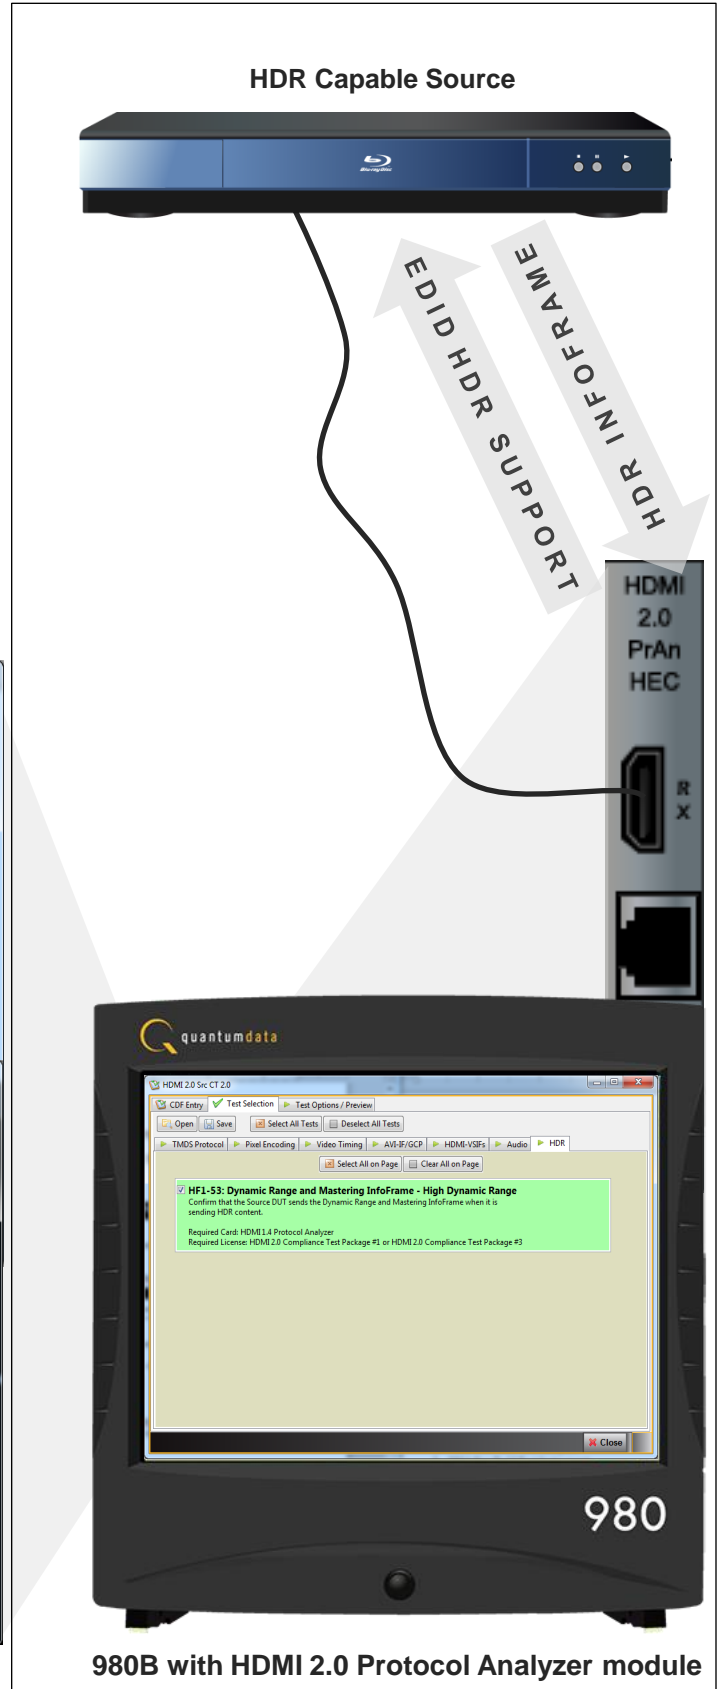 HDR Capable Source
Blu-ray Disc
EDID HDR SUPPORT
HDR INFOFRAME
HDMI
2.0
PrAn
HEC
R
X
quantumdata
HDMI 2.0 Src CT 2.0
CDF Entry Test Selection Test Options / Preview
Open Save Select All Tests Deselect All Tests
TMDS Protocol Pixel Encoding Video Timing AVI-IF/GCP HDMI-VSIFs Audio HDR
Select All on Page Clear All on Page
HF1-53: Dynamic Range and Mastering InfoFrame - High Dynamic Range
Confirm that the Source DUT sends the Dynamic Range and Mastering InfoFrame when it is
sending HDR content.
Required Card: HDMI 1.4 Protocol Analyzer
Required License: HDMI 2.0 Compliance Test Package #1 or HDMI 2.0 Compliance Test Package #3
Close
980
980B with HDMI 2.0 Protocol Analyzer module